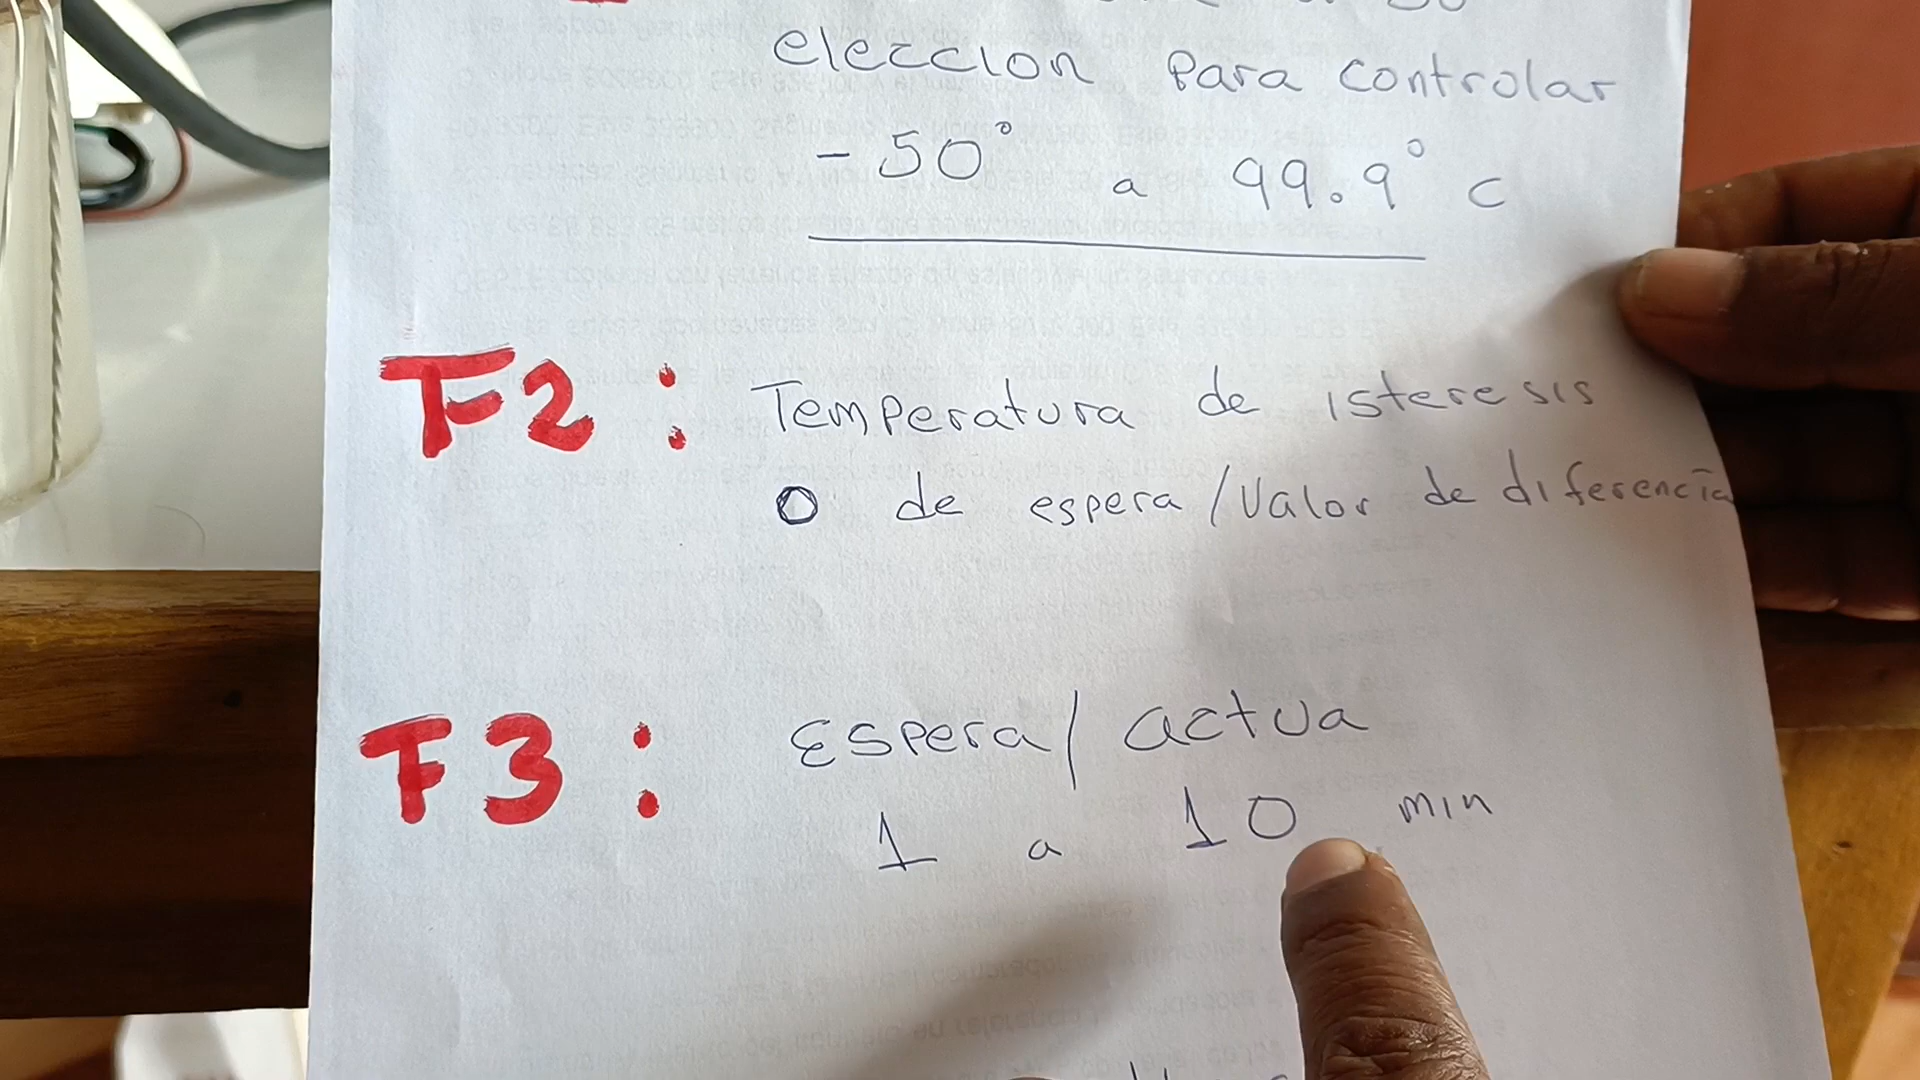 eleccion para controlar
- 50° a 99.9° c
F2: Temperatura de isteresis
o de espera / Valor de diferencia
F3: Espera / actua
1 a 10 min